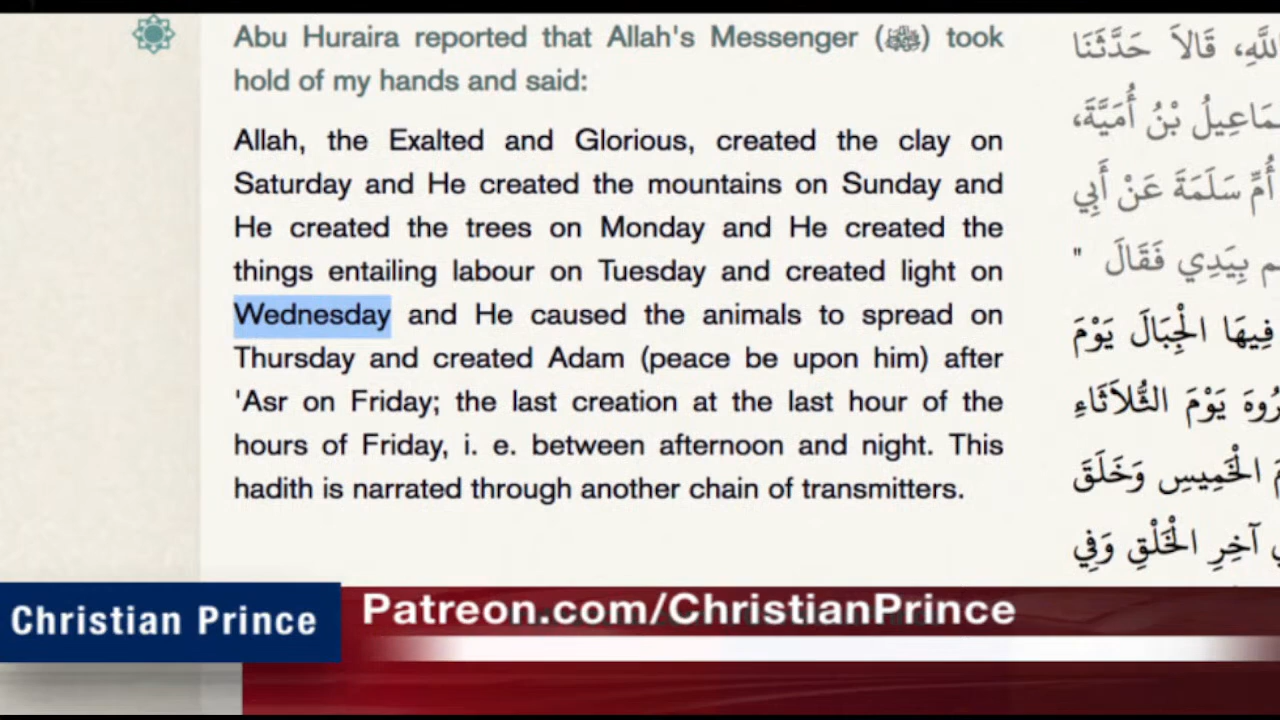 Abu Huraira reported that Allah's Messenger (ﷺ) took
hold of my hands and said:
Allah, the Exalted and Glorious, created the clay on
Saturday and He created the mountains on Sunday and
He created the trees on Monday and He created the
things entailing labour on Tuesday and created light on
Wednesday and He caused the animals to spread on
Thursday and created Adam (peace be upon him) after
'Asr on Friday; the last creation at the last hour of the
hours of Friday, i. e. between afternoon and night. This
hadith is narrated through another chain of transmitters.
اللَّهِ، قَالاَ حَدَّثَنَا
بْنُ أُمَيَّةَ،
أُمِّ سَلَمَةَ عَنْ أَبِي
بِيَدِي فَقَالَ "
فِيهَا الْجِبَالَ يَوْمَ
يَوْمَ الثُّلاَثَاءِ
الْخَمِيسِ وَخَلَقَ
آخِرِ الْخَلْقِ وَفِي
Christian Prince
Patreon.com/ChristianPrince